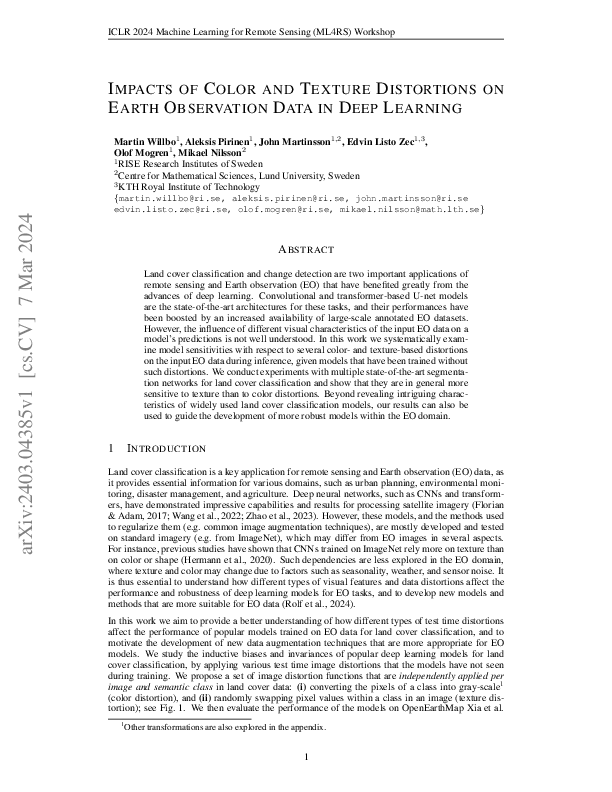 ICLR 2024 Machine Learning for Remote Sensing (ML4RS) Workshop
IMPACTS OF COLOR AND TEXTURE DISTORTIONS ON
EARTH OBSERVATION DATA IN DEEP LEARNING
Martin Willbo1, Aleksis Pirinen1, John Martinsson1,2, Edvin Listo Zec1,3,
Olof Mogren1, Mikael Nilsson2
1RISE Research Institutes of Sweden
2Centre for Mathematical Sciences, Lund University, Sweden
3KTH Royal Institute of Technology
{martin.willbo@ri.se, aleksis.pirinen@ri.se, john.martinsson@ri.se
edvin.listo.zec@ri.se, olof.mogren@ri.se, mikael.nilsson@math.lth.se}
ABSTRACT
Land cover classification and change detection are two important applications of
remote sensing and Earth observation (EO) that have benefited greatly from the
advances of deep learning. Convolutional and transformer-based U-net models
are the state-of-the-art architectures for these tasks, and their performances have
been boosted by an increased availability of large-scale annotated EO datasets.
However, the influence of different visual characteristics of the input EO data on a
model's predictions is not well understood. In this work we systematically exam-
ine model sensitivities with respect to several color- and texture-based distortions
on the input EO data during inference, given models that have been trained without
such distortions. We conduct experiments with multiple state-of-the-art segmenta-
tion networks for land cover classification and show that they are in general more
sensitive to texture than to color distortions. Beyond revealing intriguing charac-
teristics of widely used land cover classification models, our results can also be
used to guide the development of more robust models within the EO domain.
1 INTRODUCTION
Land cover classification is a key application for remote sensing and Earth observation (EO) data, as
it provides essential information for various domains, such as urban planning, environmental moni-
toring, disaster management, and agriculture. Deep neural networks, such as CNNs and transform-
ers, have demonstrated impressive capabilities and results for processing satellite imagery (Florian
& Adam, 2017; Wang et al., 2022; Zhao et al., 2023). However, these models, and the methods used
to regularize them (e.g. common image augmentation techniques), are mostly developed and tested
on standard imagery (e.g. from ImageNet), which may differ from EO images in several aspects.
For instance, previous studies have shown that CNNs trained on ImageNet rely more on texture than
on color or shape (Hermann et al., 2020). Such dependencies are less explored in the EO domain,
where texture and color may change due to factors such as seasonality, weather, and sensor noise. It
is thus essential to understand how different types of visual features and data distortions affect the
performance and robustness of deep learning models for EO tasks, and to develop new models and
methods that are more suitable for EO data (Rolf et al., 2024).
In this work we aim to provide a better understanding of how different types of test time distortions
affect the performance of popular models trained on EO data for land cover classification, and to
motivate the development of new data augmentation techniques that are more appropriate for EO
models. We study the inductive biases and invariances of popular deep learning models for land
cover classification, by applying various test time image distortions that the models have not seen
during training. We propose a set of image distortion functions that are independently applied per
image and semantic class in land cover data: (I) converting the pixels of a class into gray-scale1
(color distortion), and (II) randomly swapping pixel values within a class in an image (texture dis-
tortion); see Fig. 1. We then evaluate the performance of the models on OpenEarthMap Xia et al.
1Other transformations are also explored in the appendix.
1
arXiv:2403.04385v1 [cs.CV] 7 Mar 2024